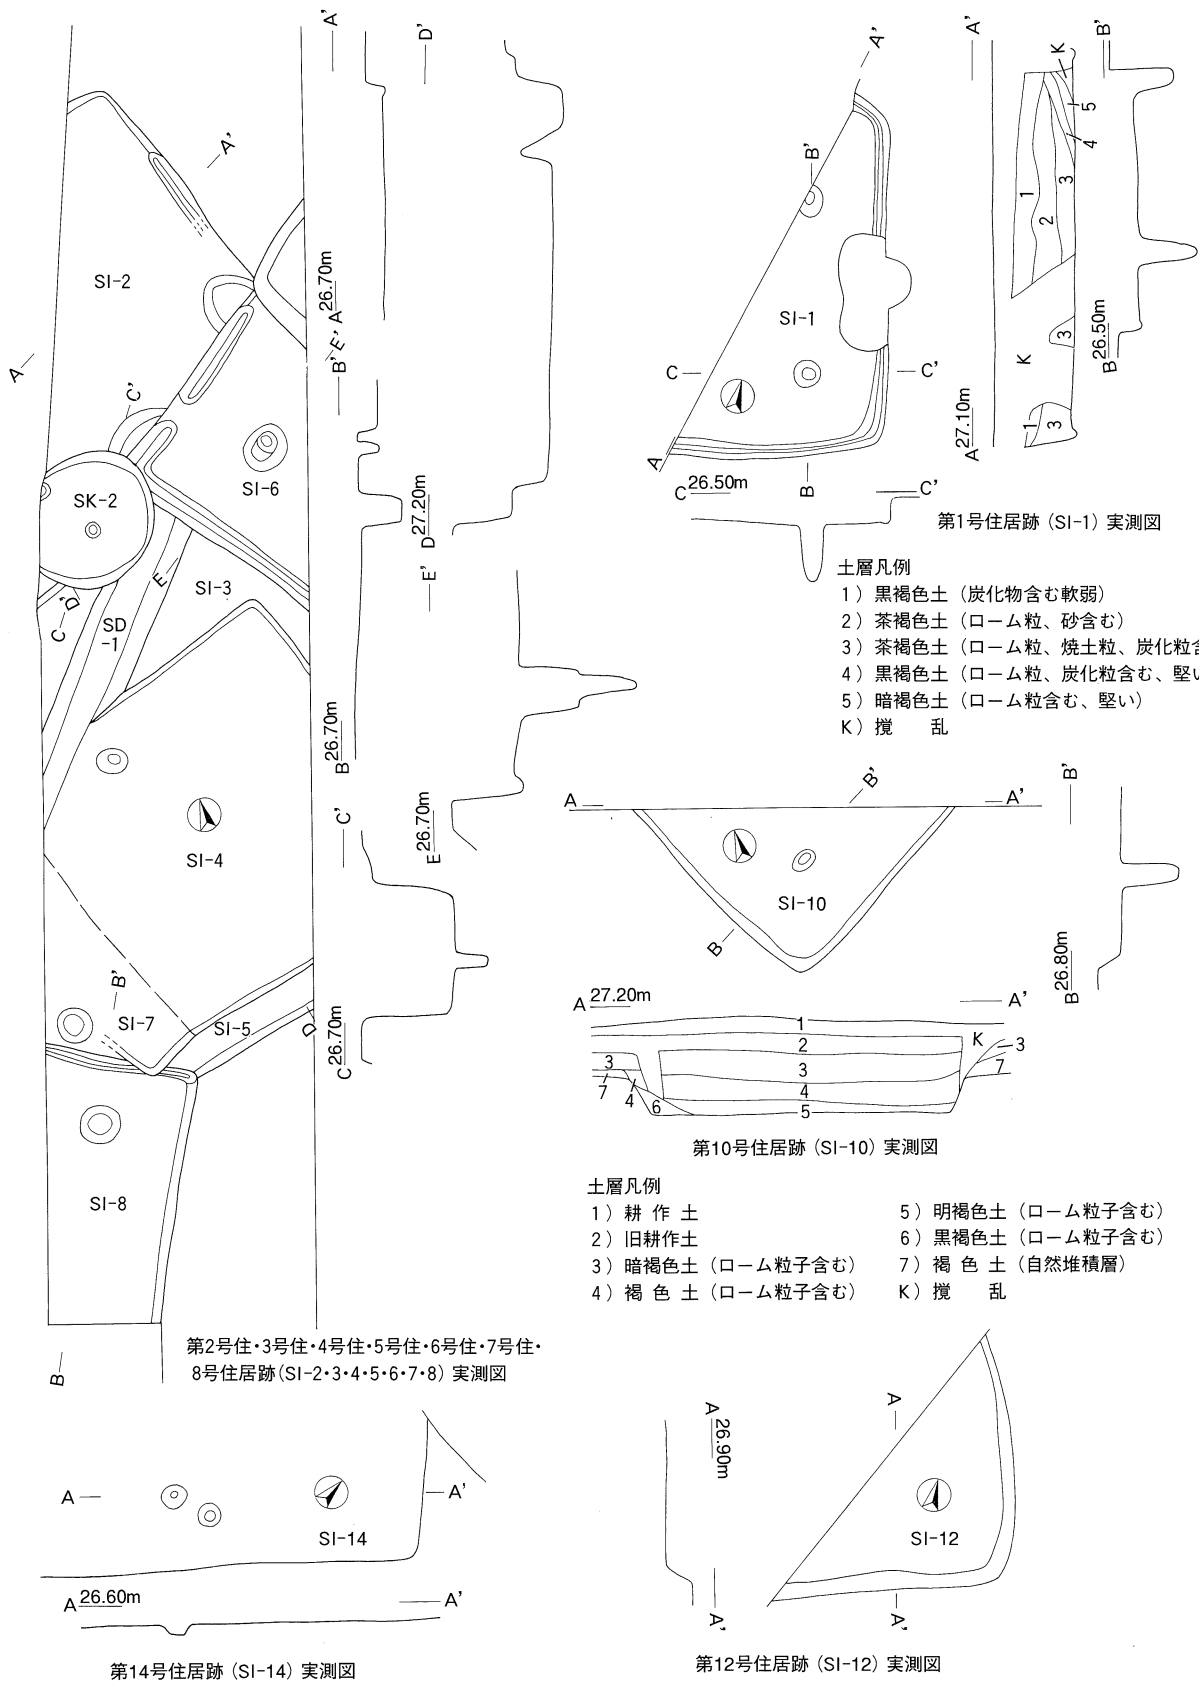 A'
D'
A'
SI-2
A
A 26.70m
E'
B'
C'
SI-6
SK-2
D 27.20m
E
SI-3
D'
C
SD
-1
E'
B 26.70m
SI-4
C'
E 26.70m
B'
SI-7
SI-5
D
C 26.70m
SI-8
B
第2号住・3号住・4号住・5号住・6号住・7号住・
8号住居跡(SI-2・3・4・5・6・7・8)実測図
A'
B'
SI-1
C
C'
A
B
C 26.50m
C'
A'
K
5
4
3
1
2
3
K
1
3
A 27.10m
B'
B 26.50m
第1号住居跡(SI-1)実測図
土層凡例
1)黒褐色土(炭化物含む軟弱)
2)茶褐色土(ローム粒、砂含む)
3)茶褐色土(ローム粒、焼土粒、炭化粒含
4)黒褐色土(ローム粒、炭化粒含む、堅い
5)暗褐色土(ローム粒含む、堅い)
K)撹 乱
A
B'
A'
SI-10
B
B'
B 26.80m
A 27.20m
A'
1
2
3
4
5
3
7
4
6
K
3
7
第10号住居跡(SI-10)実測図
土層凡例
1)耕 作 土
2)旧耕作土
3)暗褐色土(ローム粒子含む)
4)褐 色 土(ローム粒子含む)
5)明褐色土(ローム粒子含む)
6)黒褐色土(ローム粒子含む)
7)褐 色 土(自然堆積層)
K)撹 乱
A
A'
SI-14
A 26.60m
A'
第14号住居跡(SI-14)実測図
A 26.90m
A'
A
SI-12
A'
第12号住居跡(SI-12)実測図